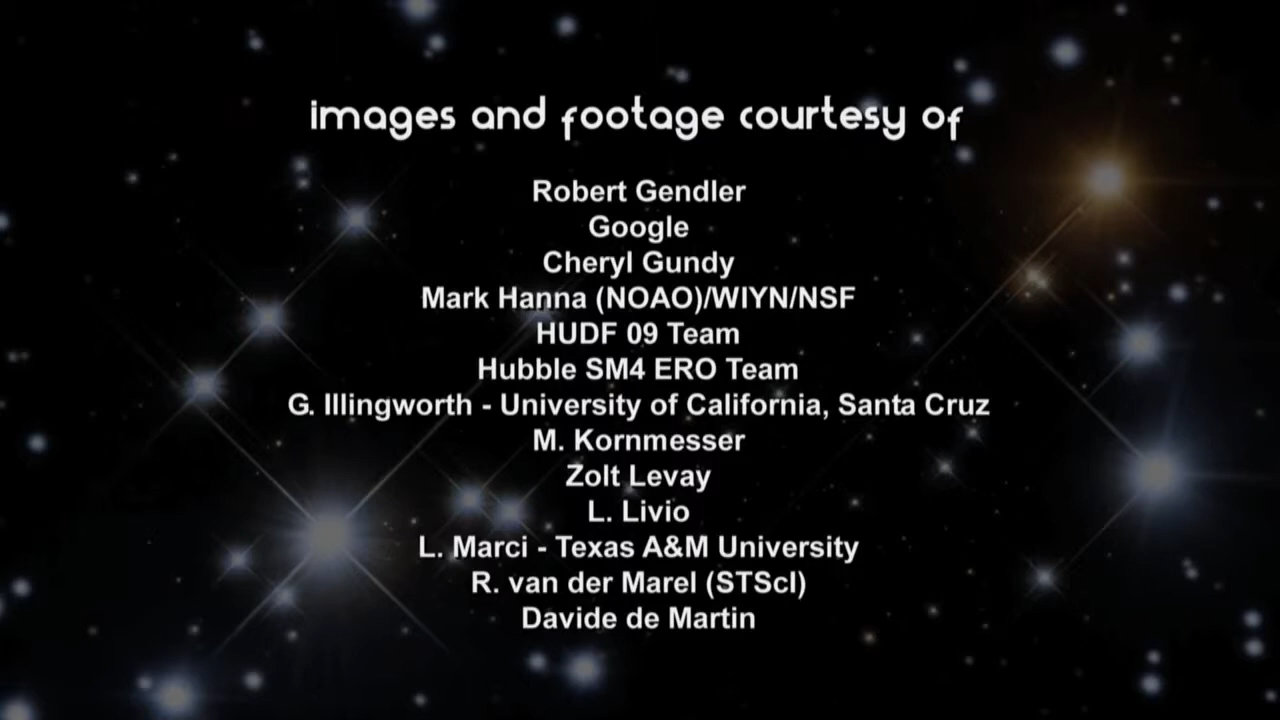 images and footage courtesy of
Robert Gendler
Google
Cheryl Gundy
Mark Hanna (NOAO)/WIYN/NSF
HUDF 09 Team
Hubble SM4 ERO Team
G. Illingworth - University of California, Santa Cruz
M. Kornmesser
Zolt Levay
L. Livio
L. Marci - Texas A&M University
R. van der Marel (STScI)
Davide de Martin